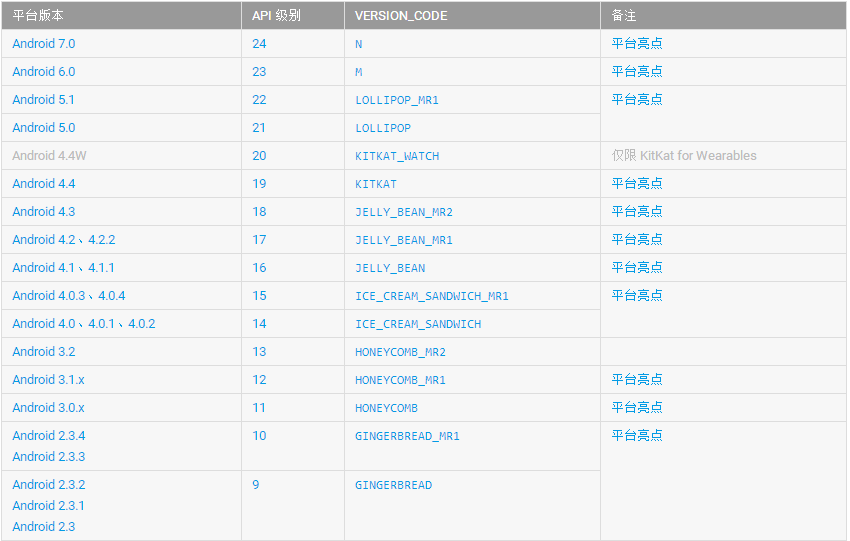 平台版本 API 级别 VERSION_CODE 备注
Android 7.0 24 N 平台亮点
Android 6.0 23 M 平台亮点
Android 5.1 22 LOLLIPOP_MR1 平台亮点
Android 5.0 21 LOLLIPOP
Android 4.4W 20 KITKAT_WATCH 仅限 KitKat for Wearables
Android 4.4 19 KITKAT 平台亮点
Android 4.3 18 JELLY_BEAN_MR2 平台亮点
Android 4.2、4.2.2 17 JELLY_BEAN_MR1 平台亮点
Android 4.1、4.1.1 16 JELLY_BEAN 平台亮点
Android 4.0.3、4.0.4 15 ICE_CREAM_SANDWICH_MR1 平台亮点
Android 4.0、4.0.1、4.0.2 14 ICE_CREAM_SANDWICH
Android 3.2 13 HONEYCOMB_MR2
Android 3.1.x 12 HONEYCOMB_MR1 平台亮点
Android 3.0.x 11 HONEYCOMB 平台亮点
Android 2.3.4 10 GINGERBREAD_MR1 平台亮点
Android 2.3.3
Android 2.3.2 9 GINGERBREAD
Android 2.3.1
Android 2.3